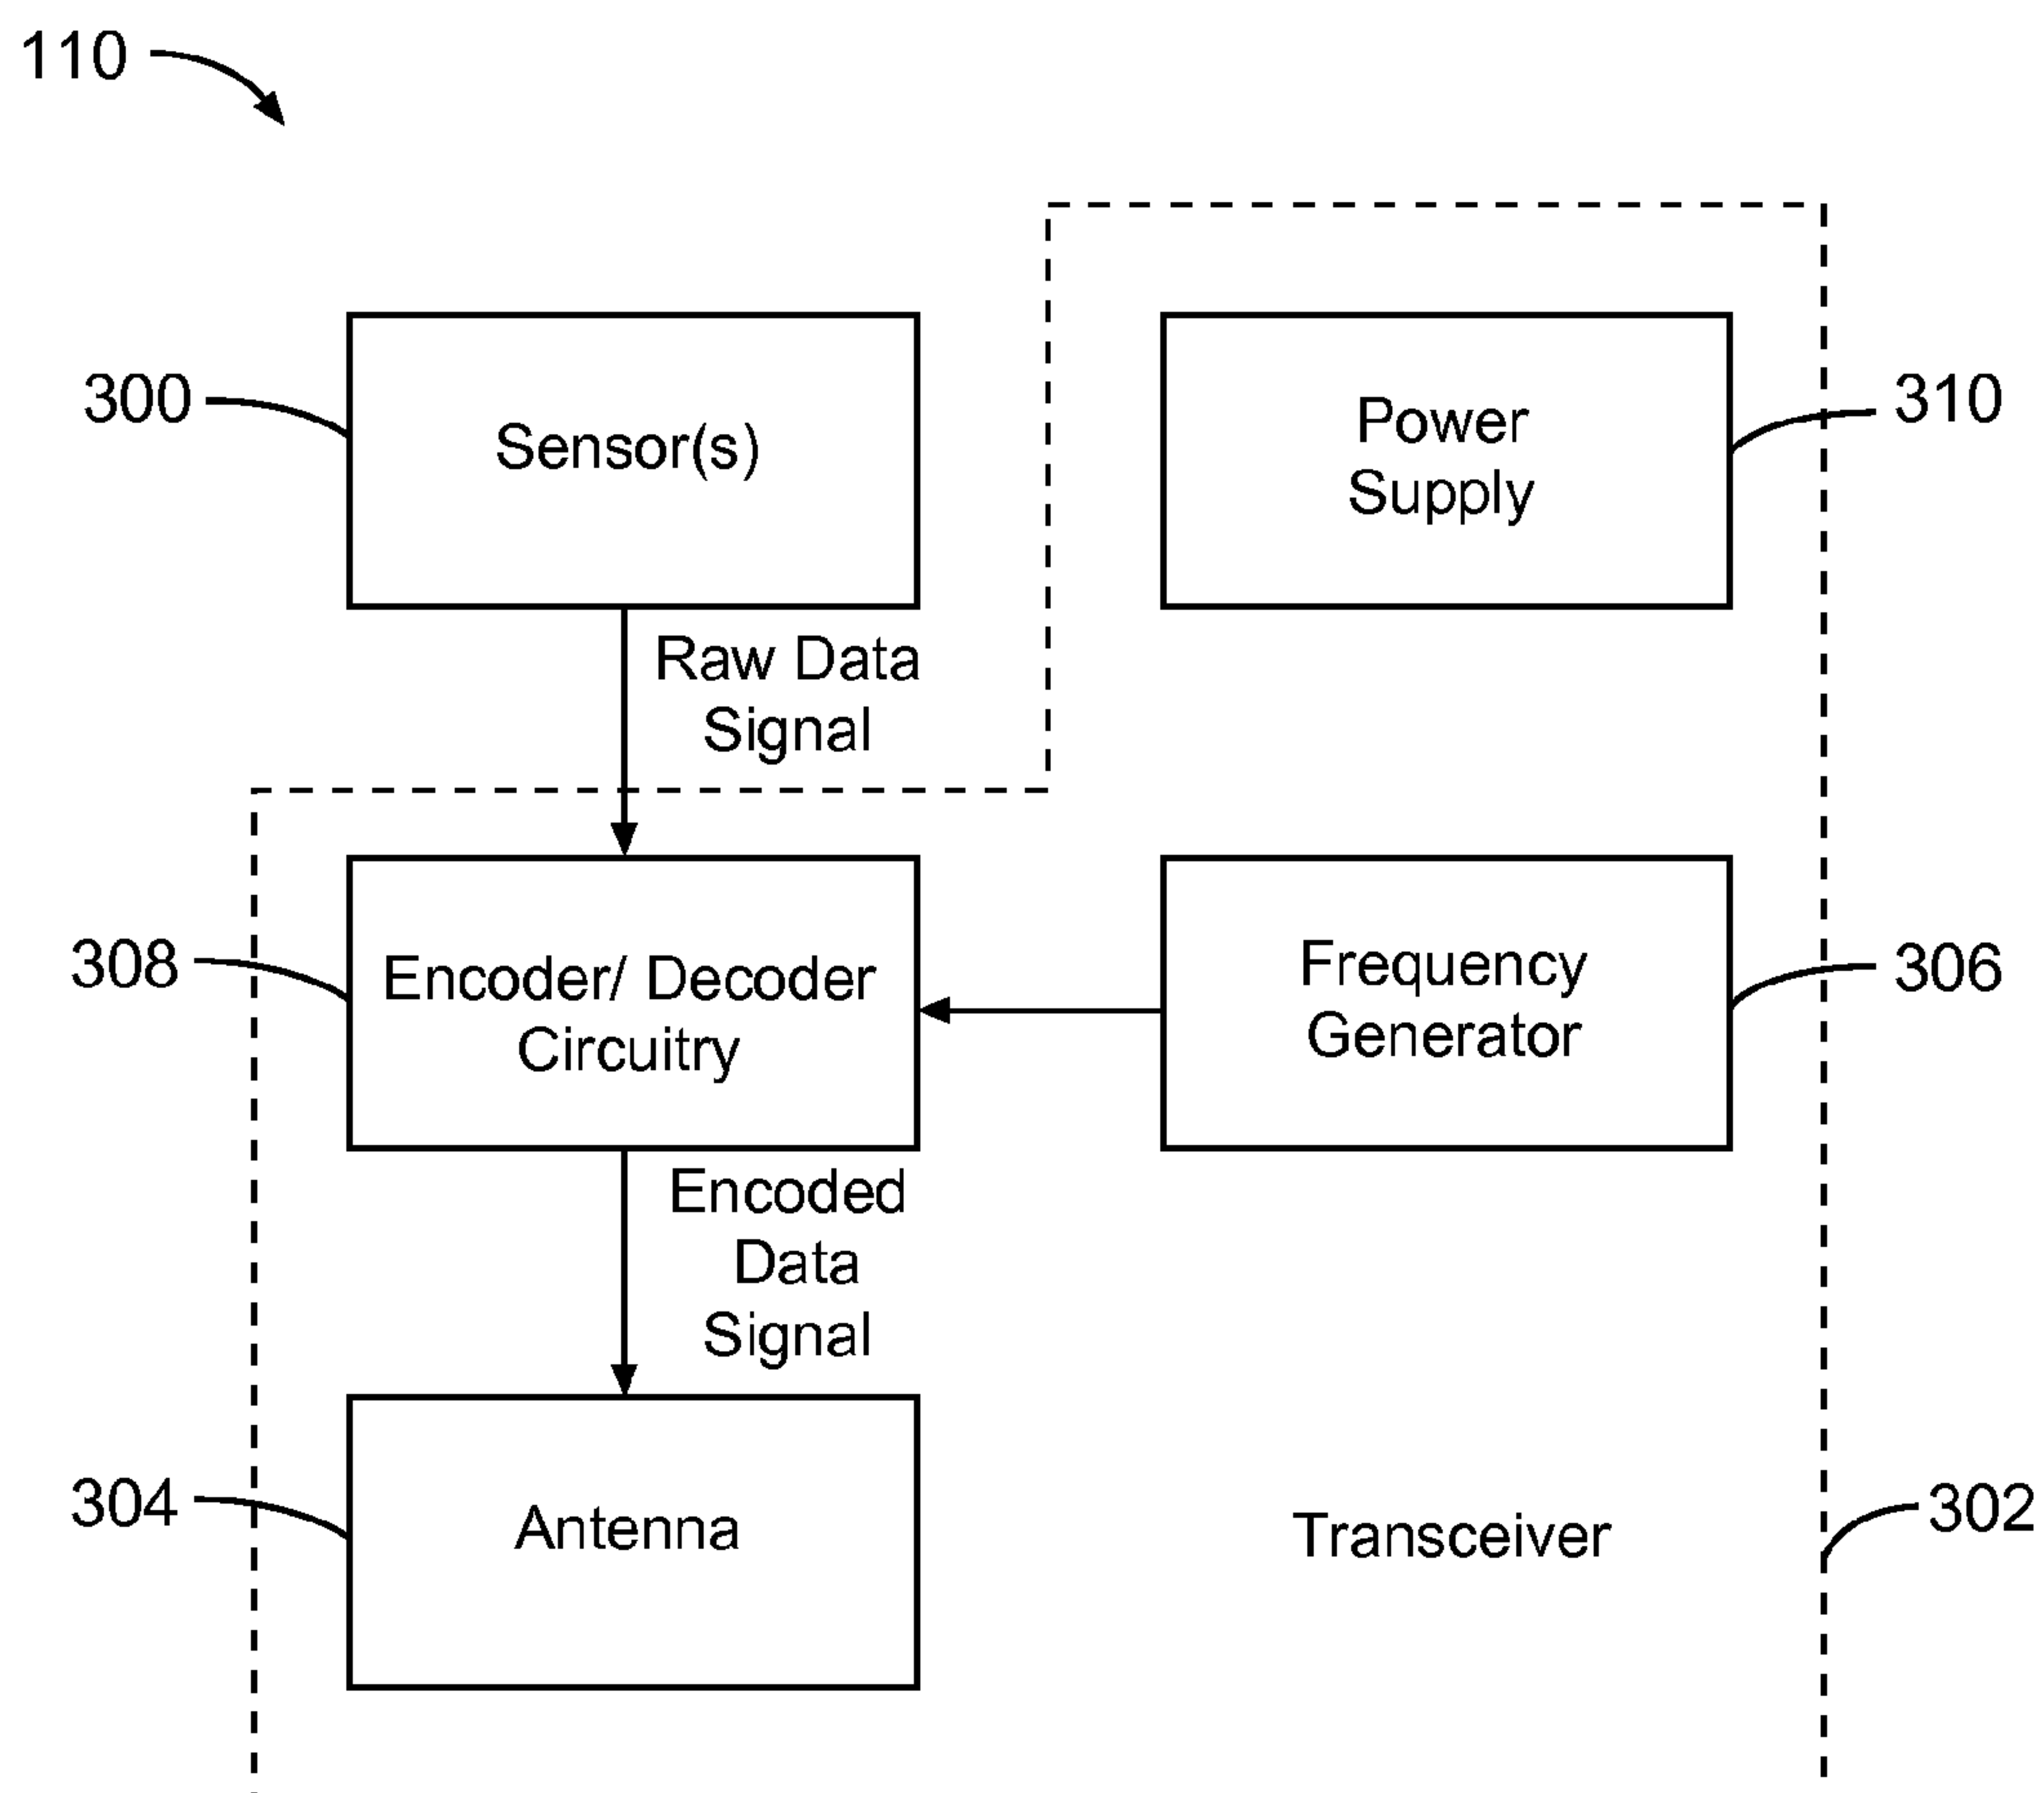 110
300
Sensor(s)
Power
Supply
310
Raw Data
Signal
308
Encoder/ Decoder
Circuitry
Frequency
Generator
306
Encoded
Data
Signal
304
Antenna
Transceiver
302